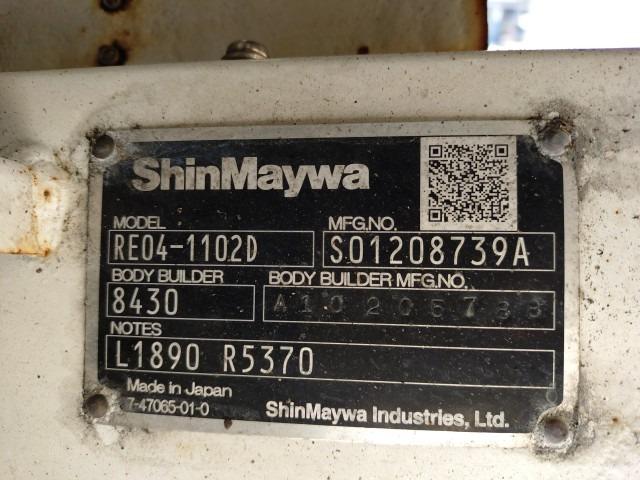 ShinMaywa
MODEL MFG.NO.
RE04-1102D S01208739A
BODY BUILDER BODY BUILDER MFG.NO.
8430
NOTES
L1890 R5370
Made in Japan
7-47065-01-0 ShinMaywa Industries, Ltd.